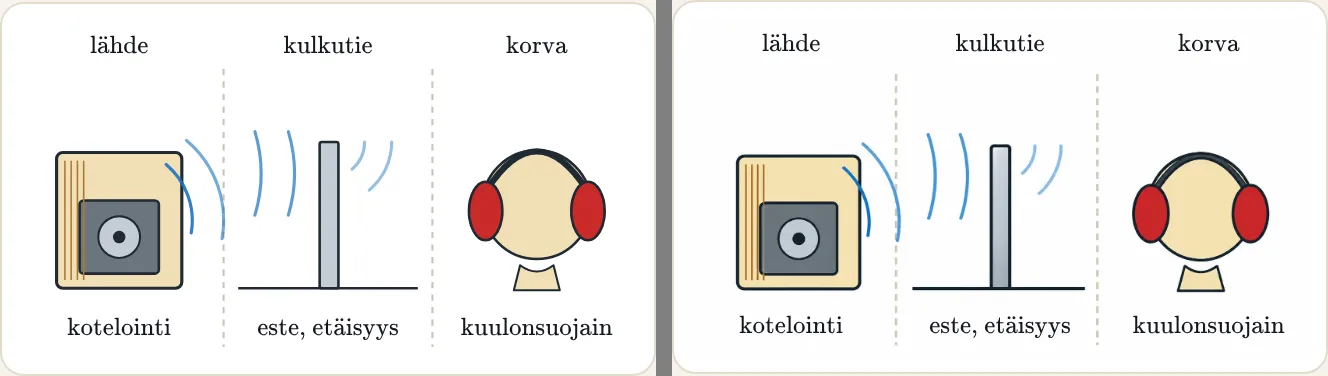 lähde kulkutie korva
kotelointi este, etäisyys kuulonsuojain
lähde kulkutie korva
kotelointi este, etäisyys kuulonsuojain